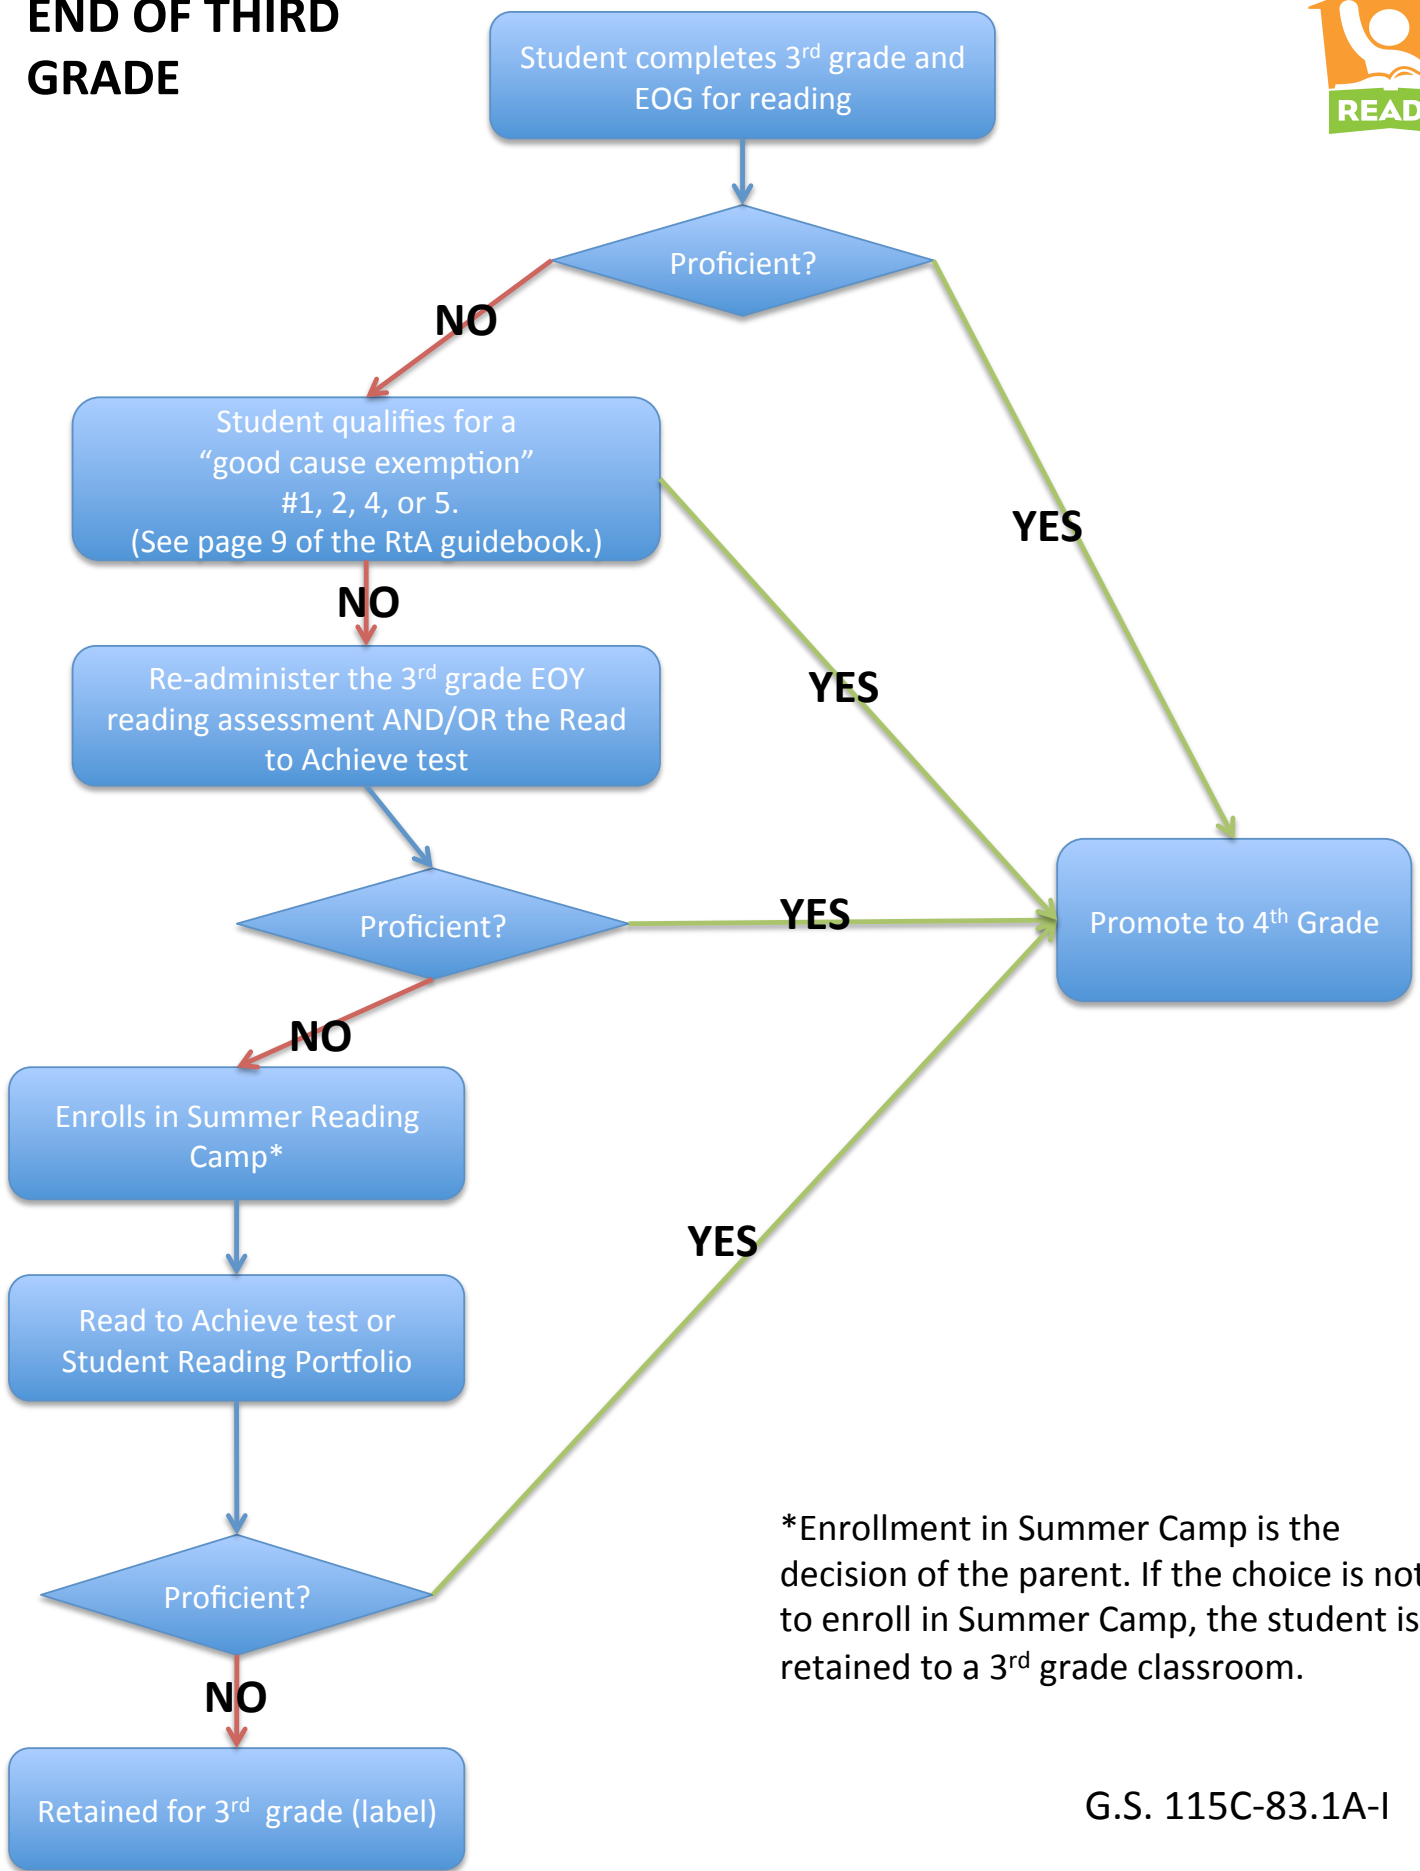 END OF THIRD
GRADE
READ
Student completes 3rd grade and
EOG for reading
Proficient?
NO
YES
Student qualifies for a
“good cause exemption”
#1, 2, 4, or 5.
(See page 9 of the RtA guidebook.)
NO
YES
Re-administer the 3rd grade EOY
reading assessment AND/OR the Read
to Achieve test
Proficient?
YES
Promote to 4th Grade
NO
Enrolls in Summer Reading
Camp*
YES
Read to Achieve test or
Student Reading Portfolio
Proficient?
*Enrollment in Summer Camp is the
decision of the parent. If the choice is not
to enroll in Summer Camp, the student is
retained to a 3rd grade classroom.
NO
Retained for 3rd grade (label)
G.S. 115C-83.1A-I